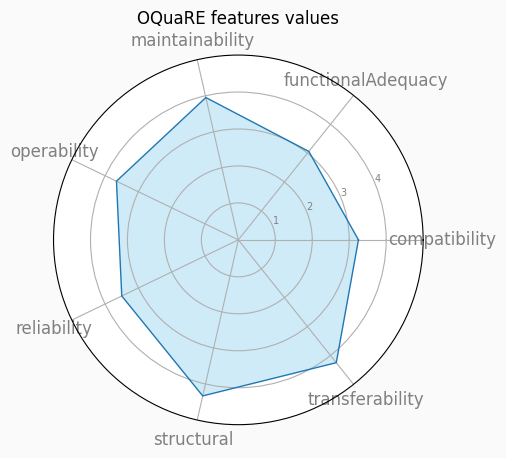 OQuaRE features values
maintainability
functionalAdequacy
operability
4
3
2
1
compatibility
reliability
transferability
structural